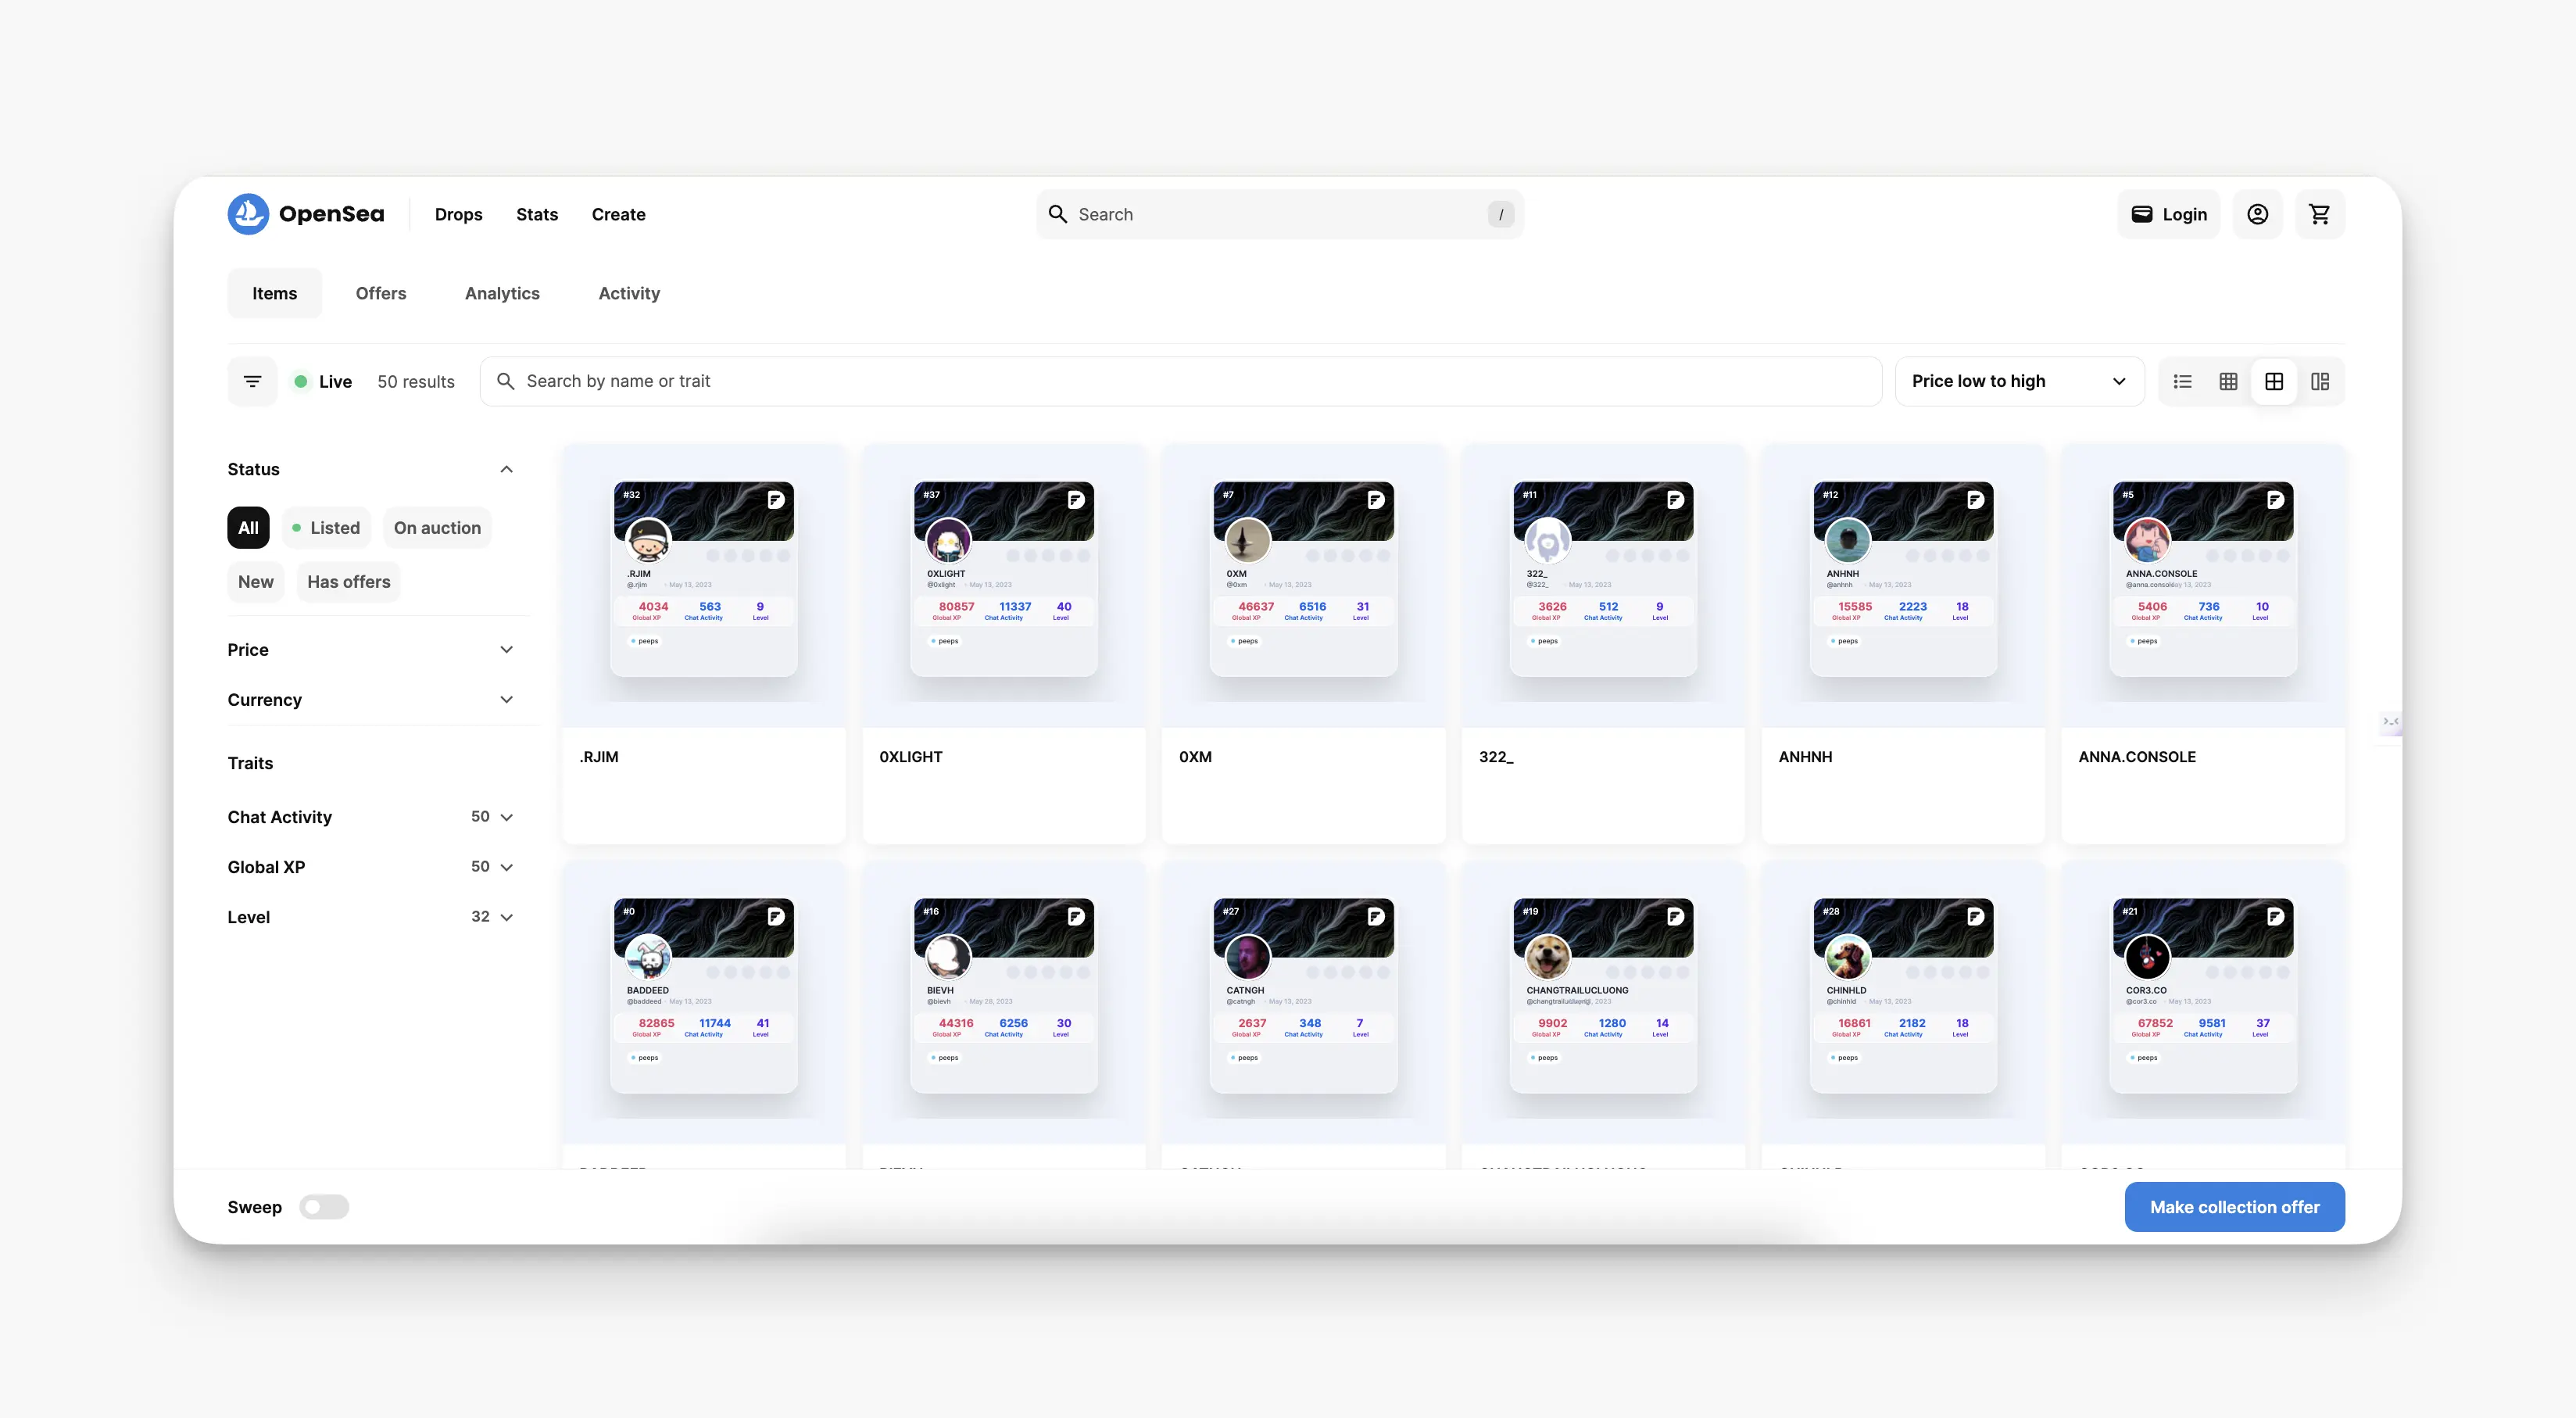 OpenSea Drops Stats Create Search / Login
Items Offers Analytics Activity
Live 50 results Search by name or trait Price low to high
Status
All Listed On auction
New Has offers
Price
Currency
Traits
Chat Activity 50
Global XP 50
Level 32
#32
.RJIM
@.rjim May 13, 2023
4034 563 9
Global XP Chat Activity Level
peeps
.RJIM
#37
0XLIGHT
@0xlight May 13, 2023
80857 11337 40
Global XP Chat Activity Level
peeps
0XLIGHT
#7
0XM
@0xm May 13, 2023
46637 6516 31
Global XP Chat Activity Level
peeps
0XM
#11
322_
@322_ May 13, 2023
3626 512 9
Global XP Chat Activity Level
peeps
322_
#12
ANHNH
@anhnh May 13, 2023
15585 2223 18
Global XP Chat Activity Level
peeps
ANHNH
#5
ANNA.CONSOLE
@anna.console 13, 2023
5406 736 10
Global XP Chat Activity Level
peeps
ANNA.CONSOLE
#0
BADDEED
@baddeed May 13, 2023
82865 11744 41
Global XP Chat Activity Level
peeps
#16
BIEVH
@bievh May 28, 2023
44316 6256 30
Global XP Chat Activity Level
peeps
#27
CATNGH
@catngh May 13, 2023
2637 348 7
Global XP Chat Activity Level
peeps
#19
CHANGTRAILUCLUONG
@changtrailucluong 2023
9902 1280 14
Global XP Chat Activity Level
peeps
#28
CHINHLD
@chinhld May 13, 2023
16861 2182 18
Global XP Chat Activity Level
peeps
#21
COR3.CO
@cor3.co May 13, 2023
67852 9581 37
Global XP Chat Activity Level
peeps
Sweep Make collection offer